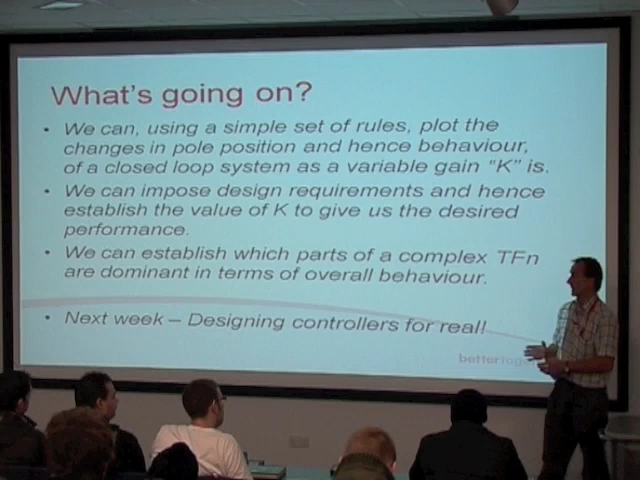 What's going on?
• We can, using a simple set of rules, plot the
changes in pole position and hence behaviour,
of a closed loop system as a variable gain "K" is.
• We can impose design requirements and hence
establish the value of K to give us the desired
performance.
• We can establish which parts of a complex TFn
are dominant in terms of overall behaviour.
• Next week – Designing controllers for real!